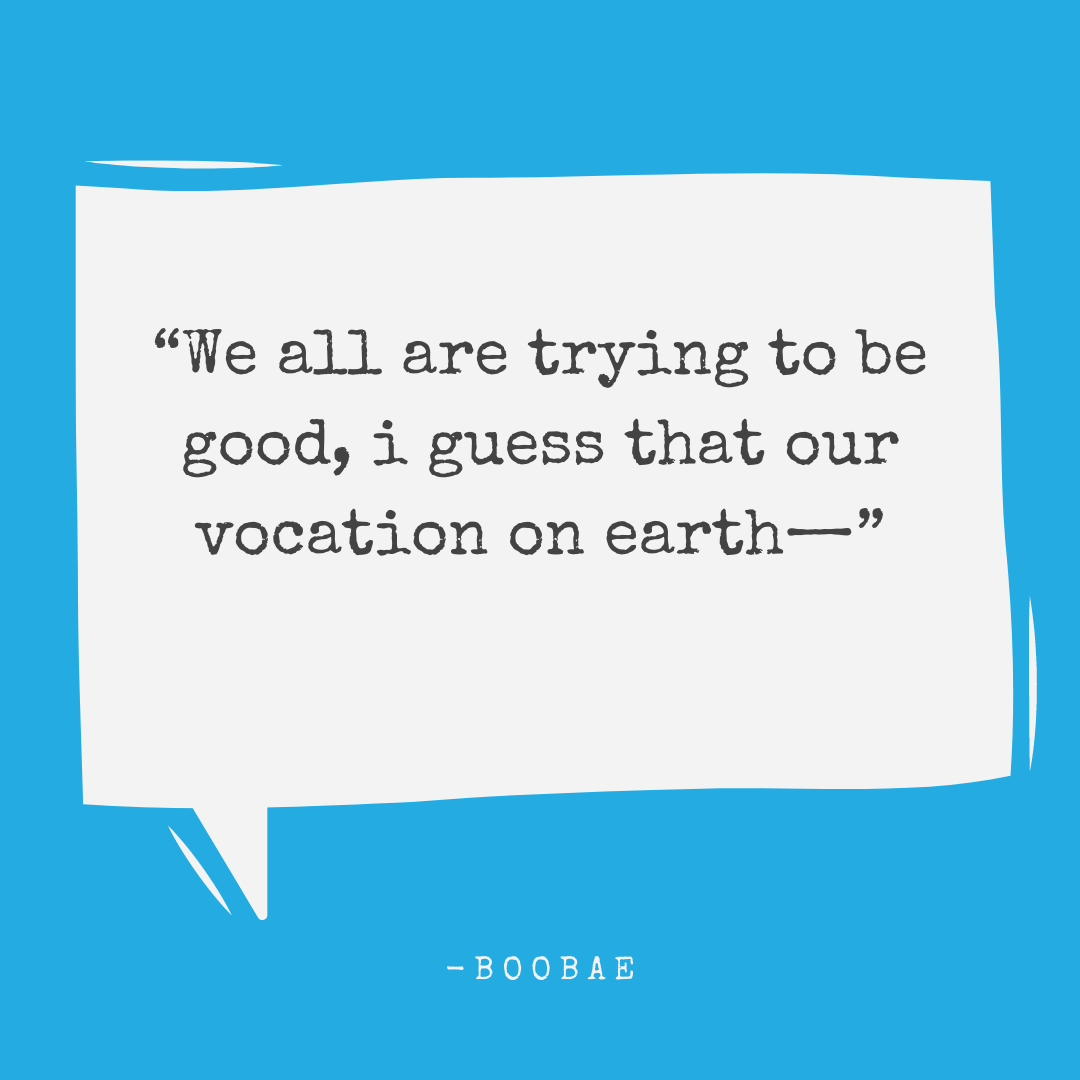 “We all are trying to be
good, i guess that our
vocation on earth—”
-BOOBAE